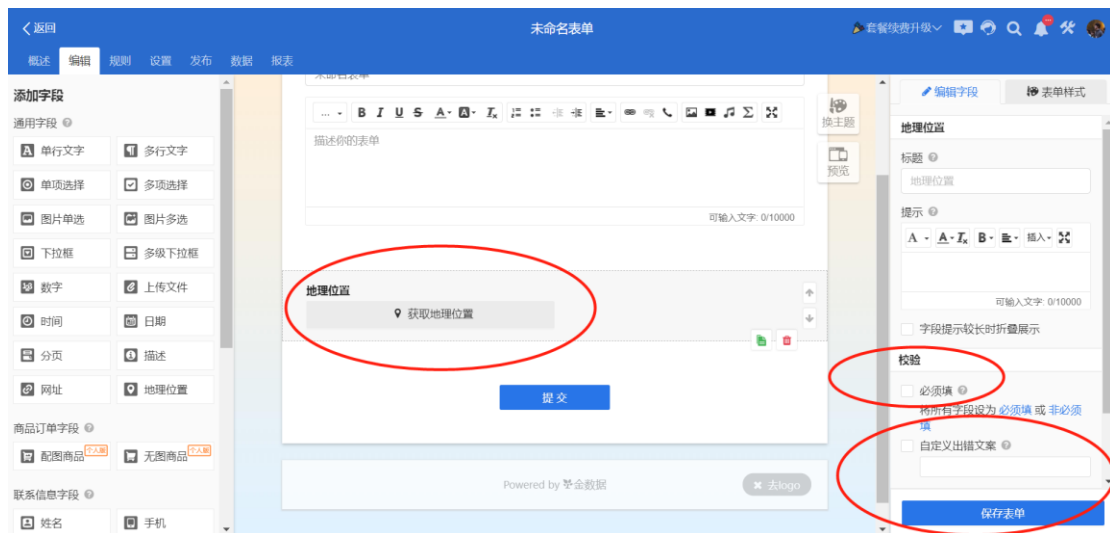 返回
未命名表单
套餐续费升级
概述 编辑 规则 设置 发布 数据 报表
添加字段
通用字段
单行文字 多行文字
单项选择 多项选择
图片单选 图片多选
下拉框 多级下拉框
数字 上传文件
时间 日期
分页 描述
网址 地理位置
商品订单字段
配图商品 个人版 无图商品 个人版
联系信息字段
姓名 手机
未命名表单
描述你的表单
可输入文字: 0/10000
地理位置
获取地理位置
提交
Powered by 金数据
去logo
换主题
预览
编辑字段 表单样式
地理位置
标题
地理位置
提示
A A B 插入
可输入文字: 0/10000
字段提示较长时折叠展示
校验
必须填
将所有字段设为 必须填 或 非必须
填
自定义出错文案
保存表单